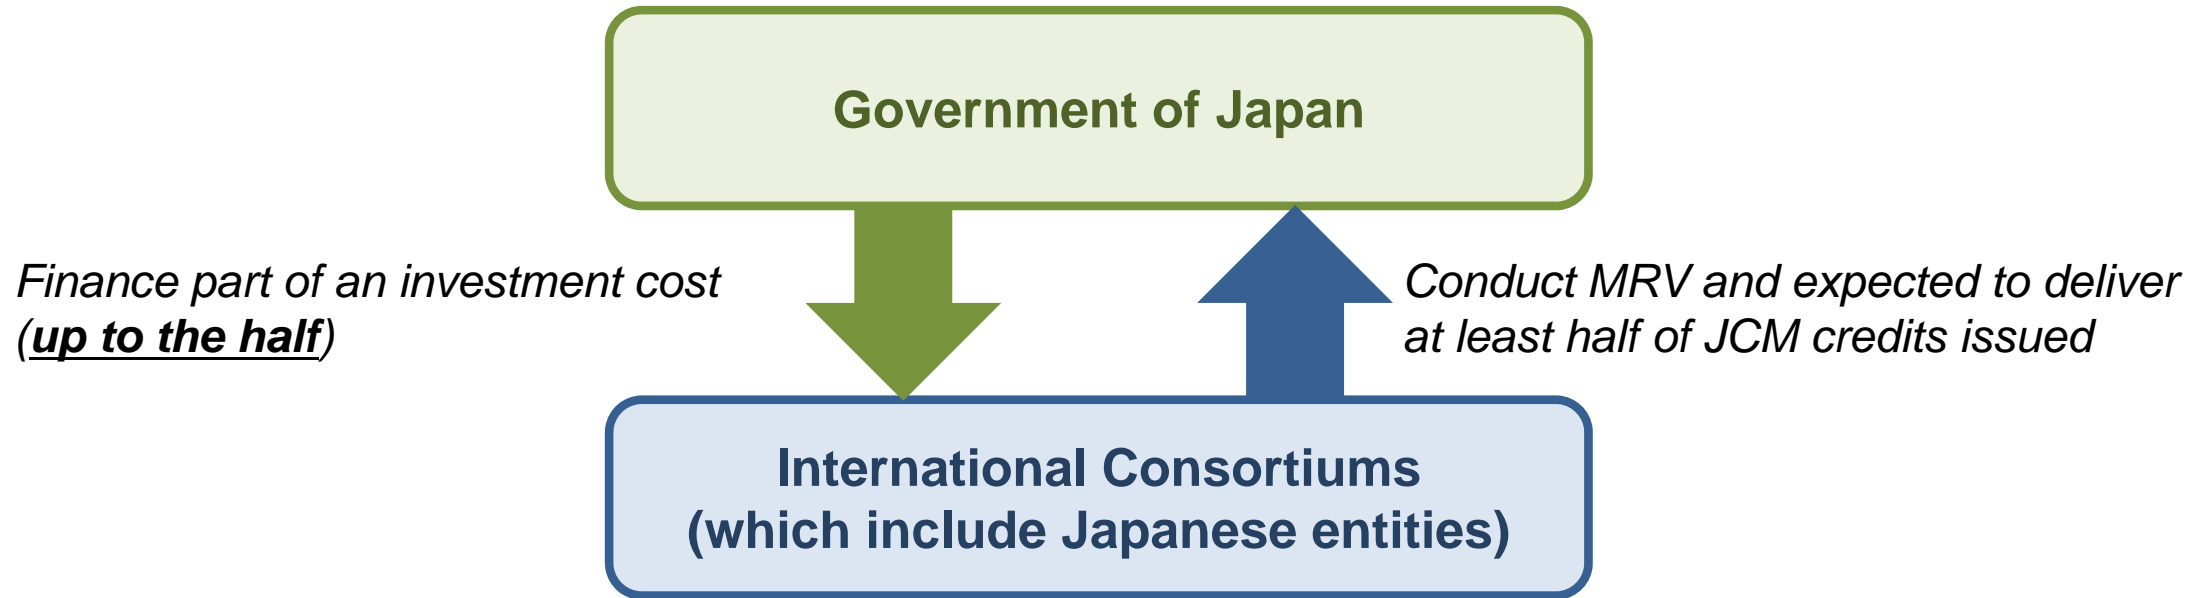 Government of Japan
Finance part of an investment cost
(up to the half)
Conduct MRV and expected to deliver
at least half of JCM credits issued
International Consortiums
(which include Japanese entities)